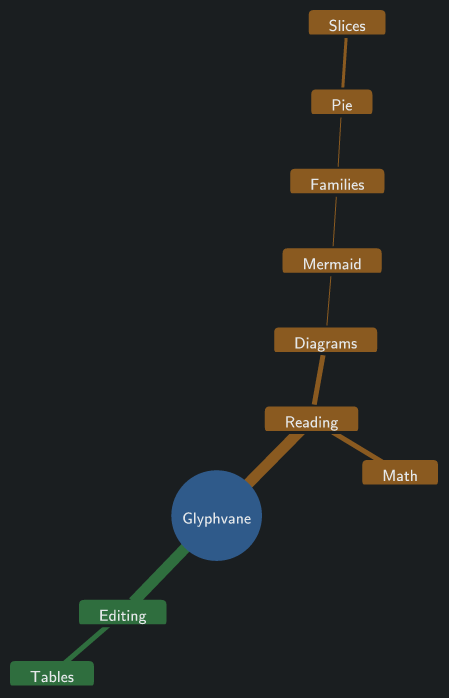 Slices
Pie
Families
Mermaid
Diagrams
Reading
Math
Glyphvane
Editing
Tables